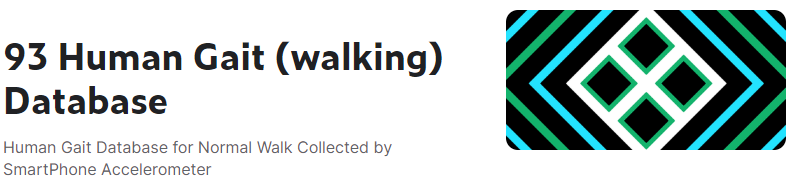 93 Human Gait (walking)
Database
Human Gait Database for Normal Walk Collected by
SmartPhone Accelerometer